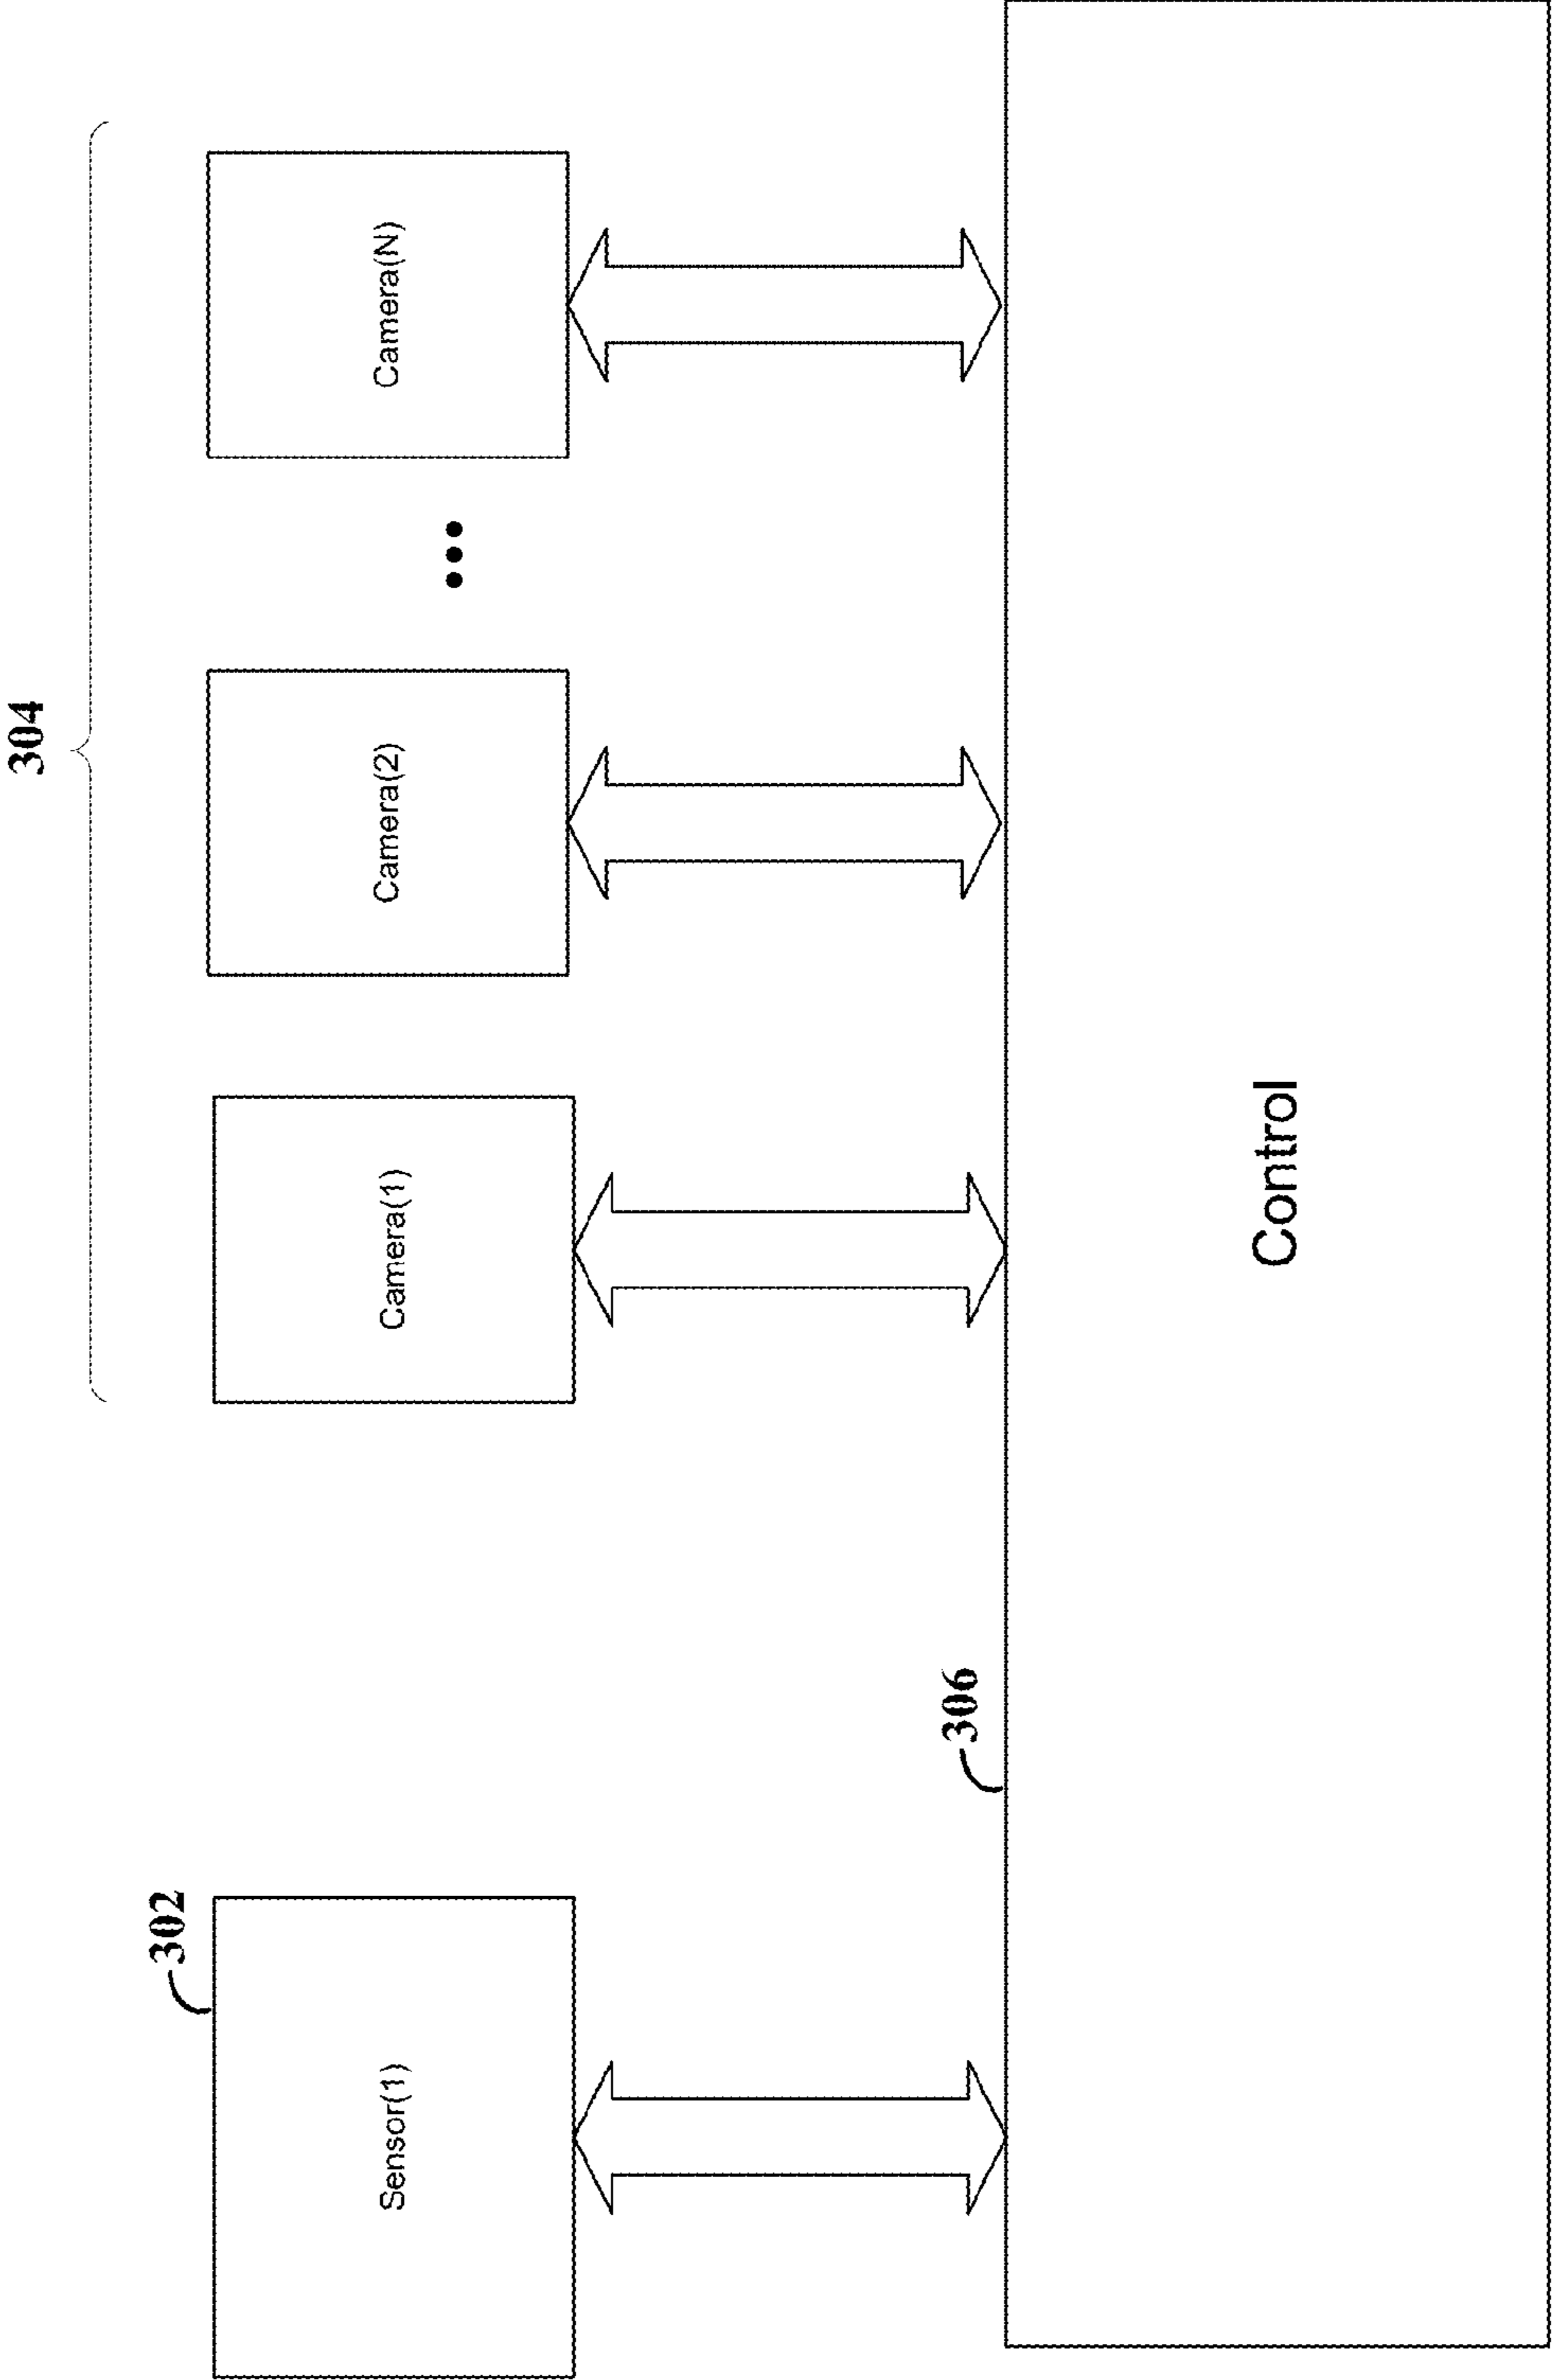 304
302
Sensor(1)
Camera(1)
Camera(2)
...
Camera(N)
306
Control